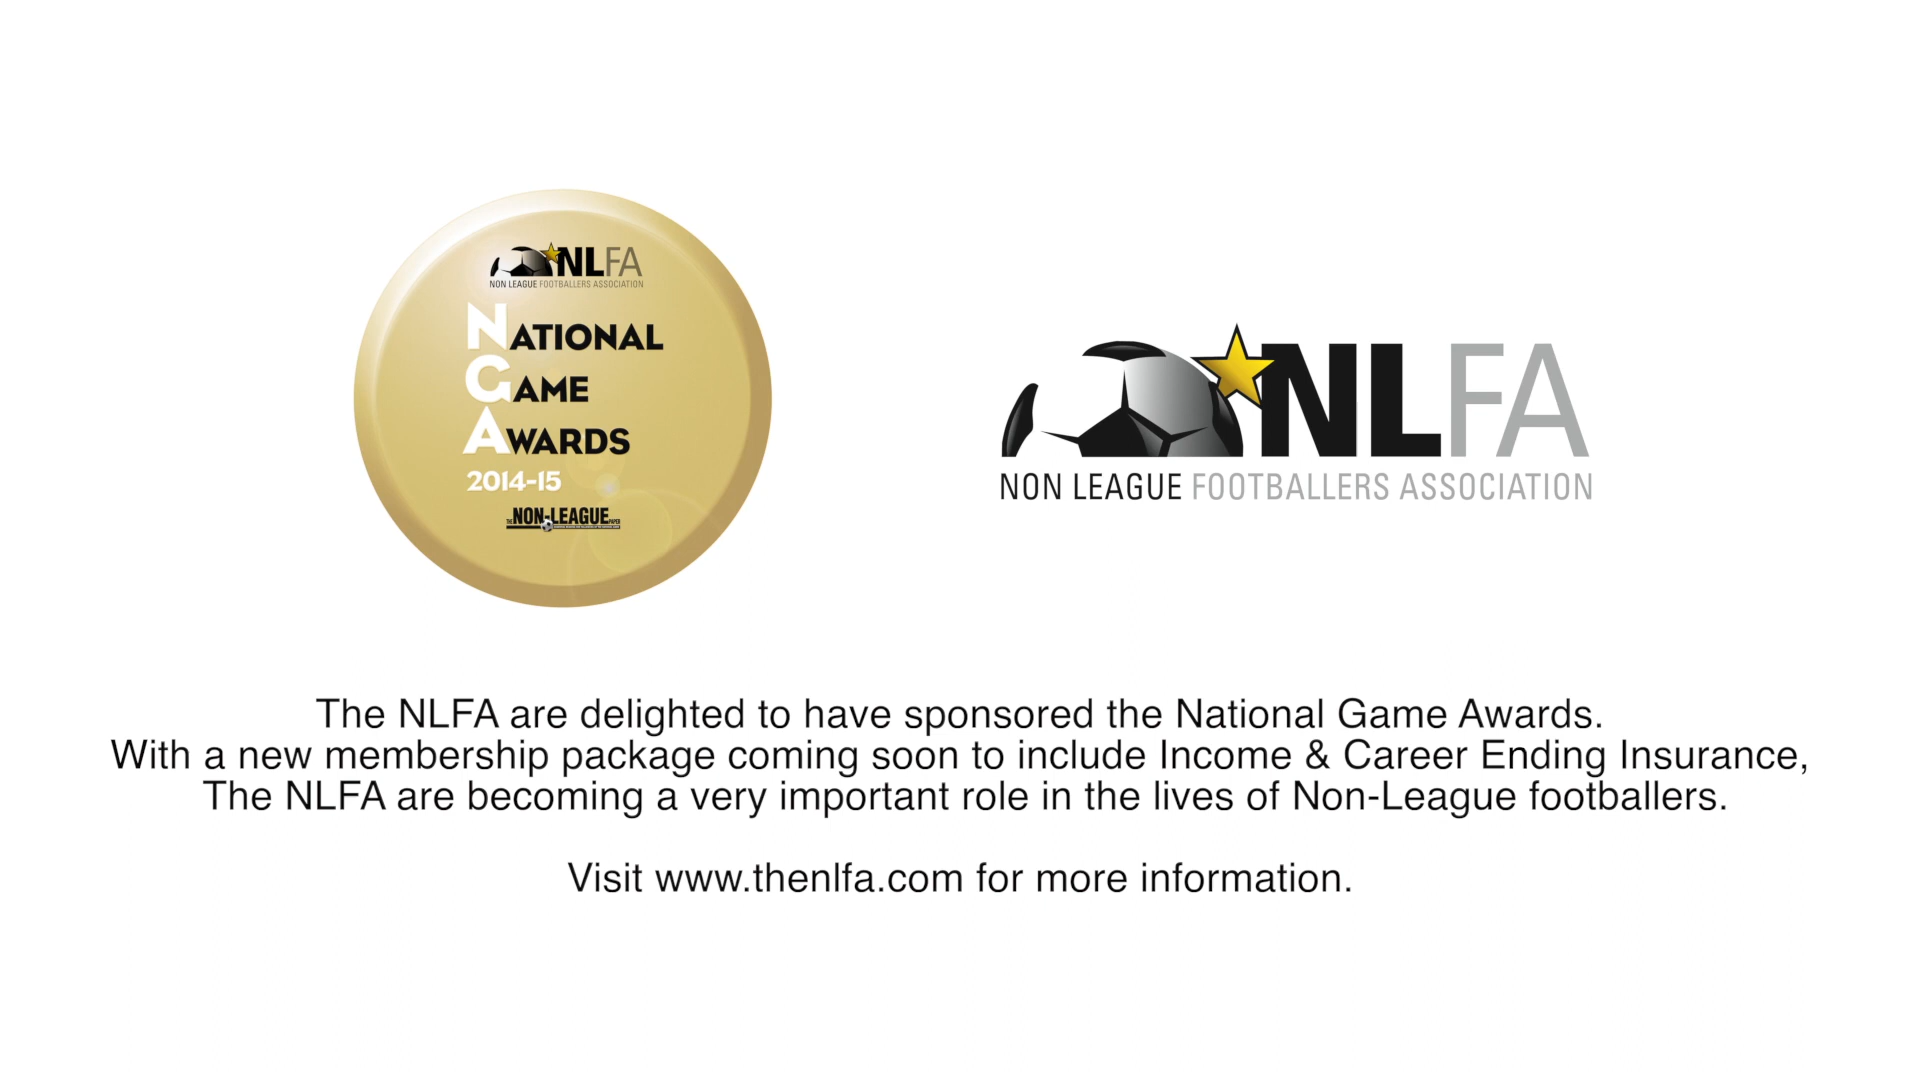 NLFA
NON LEAGUE FOOTBALLERS ASSOCIATION
NATIONAL
GAME
AWARDS
2014-15
THE NON-LEAGUE PAPER
NLFA
NON LEAGUE FOOTBALLERS ASSOCIATION
The NLFA are delighted to have sponsored the National Game Awards.
With a new membership package coming soon to include Income & Career Ending Insurance,
The NLFA are becoming a very important role in the lives of Non-League footballers.
Visit www.thenlfa.com for more information.